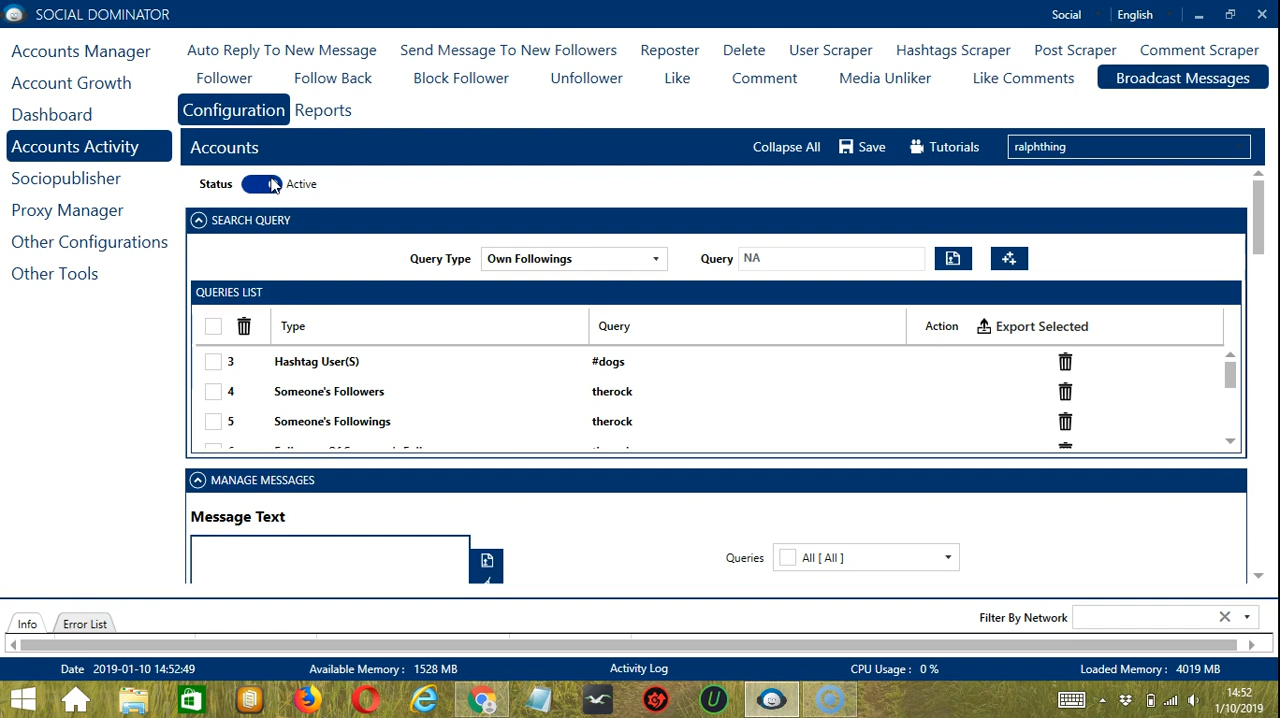 SOCIAL DOMINATOR
Social
English
Accounts Manager
Account Growth
Dashboard
Accounts Activity
Sociopublisher
Proxy Manager
Other Configurations
Other Tools
Auto Reply To New Message
Send Message To New Followers
Reposter
Delete
User Scraper
Hashtags Scraper
Post Scraper
Comment Scraper
Follower
Follow Back
Block Follower
Unfollower
Like
Comment
Media Unliker
Like Comments
Broadcast Messages
Configuration
Reports
Accounts
Collapse All
Save
Tutorials
ralphthing
Status
Active
SEARCH QUERY
Query Type
Own Followings
Query
NA
QUERIES LIST
Type
Query
Action
Export Selected
3
Hashtag User(S)
#dogs
4
Someone's Followers
therock
5
Someone's Followings
therock
MANAGE MESSAGES
Message Text
Queries
All [ All ]
Info
Error List
Filter By Network
Date 2019-01-10 14:52:49
Available Memory : 1528 MB
Activity Log
CPU Usage : 0 %
Loaded Memory : 4019 MB
14:52
1/10/2019